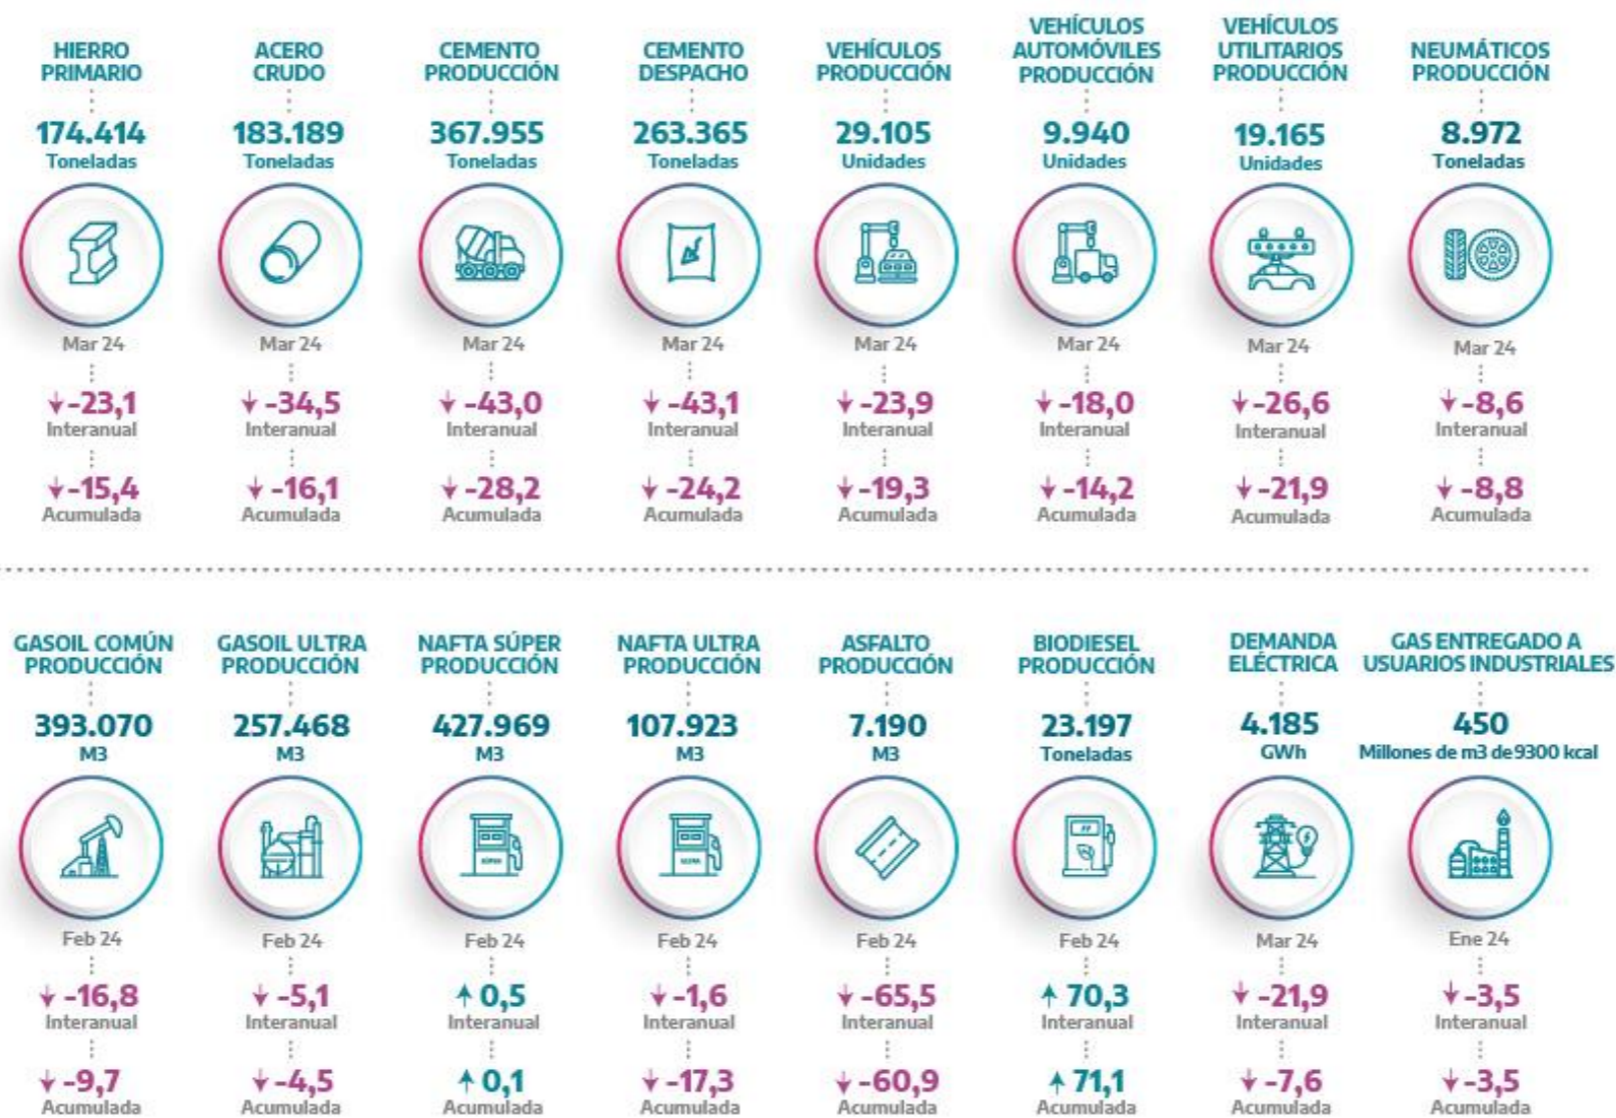 HIERRO
PRIMARIO
174.414
Toneladas
Mar 24
-23,1
Interanual
-15,4
Acumulada
ACERO
CRUDO
183.189
Toneladas
Mar 24
-34,5
Interanual
-16,1
Acumulada
CEMENTO
PRODUCCIÓN
367.955
Toneladas
Mar 24
-43,0
Interanual
-28,2
Acumulada
CEMENTO
DESPACHO
263.365
Toneladas
Mar 24
-43,1
Interanual
-24,2
Acumulada
VEHÍCULOS
PRODUCCIÓN
29.105
Unidades
Mar 24
-23,9
Interanual
-19,3
Acumulada
VEHÍCULOS
AUTOMÓVILES
PRODUCCIÓN
9.940
Unidades
Mar 24
-18,0
Interanual
-14,2
Acumulada
VEHÍCULOS
UTILITARIOS
PRODUCCIÓN
19.165
Unidades
Mar 24
-26,6
Interanual
-21,9
Acumulada
NEUMÁTICOS
PRODUCCIÓN
8.972
Toneladas
Mar 24
-8,6
Interanual
-8,8
Acumulada
GASOIL COMÚN
PRODUCCIÓN
393.070
M3
Feb 24
-16,8
Interanual
-9,7
Acumulada
GASOIL ULTRA
PRODUCCIÓN
257.468
M3
Feb 24
-5,1
Interanual
-4,5
Acumulada
NAFTA SÚPER
PRODUCCIÓN
427.969
M3
SÚPER
Feb 24
0,5
Interanual
0,1
Acumulada
NAFTA ULTRA
PRODUCCIÓN
107.923
M3
ULTRA
Feb 24
-1,6
Interanual
-17,3
Acumulada
ASFALTO
PRODUCCIÓN
7.190
M3
Feb 24
-65,5
Interanual
-60,9
Acumulada
BIODIESEL
PRODUCCIÓN
23.197
Toneladas
Feb 24
70,3
Interanual
71,1
Acumulada
DEMANDA
ELÉCTRICA
4.185
GWh
Mar 24
-21,9
Interanual
-7,6
Acumulada
GAS ENTREGADO A
USUARIOS INDUSTRIALES
450
Millones de m3 de 9300 kcal
Ene 24
-3,5
Interanual
-3,5
Acumulada